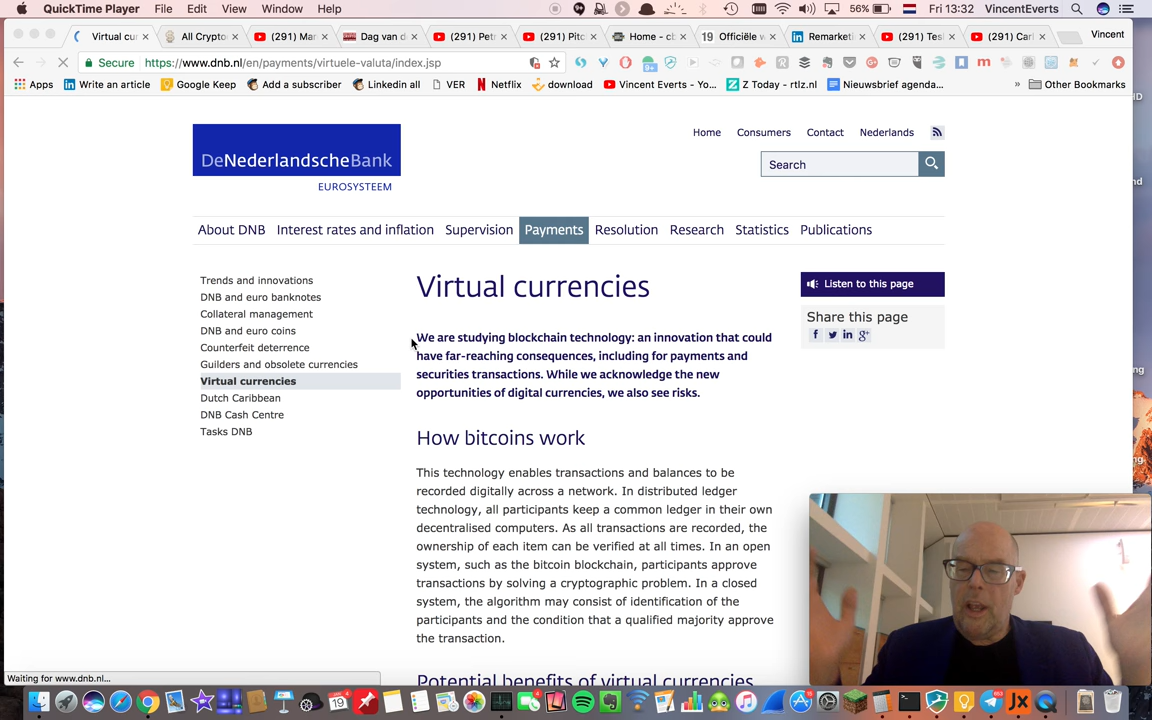 QuickTime Player File Edit View Window Help 56% Fri 13:32 VincentEverts
Virtual cur All Crypto (291) Mar Dag van d (291) Pet (291) Pitc Home - cb 19 Officiële w Remarketi (291) Tesl (291) Carl Vincent
Secure https://www.dnb.nl/en/payments/virtuele-valuta/index.jsp
Apps Write an article Google Keep Add a subscriber Linkedin all VER Netflix download Vincent Everts - Yo... Z Today - rtlz.nl Nieuwsbrief agenda... » Other Bookmarks
DeNederlandscheBank
EUROSYSTEEM
Home Consumers Contact Nederlands
Search
About DNB Interest rates and inflation Supervision Payments Resolution Research Statistics Publications
Trends and innovations
DNB and euro banknotes
Collateral management
DNB and euro coins
Counterfeit deterrence
Guilders and obsolete currencies
Virtual currencies
Dutch Caribbean
DNB Cash Centre
Tasks DNB
Virtual currencies
We are studying blockchain technology: an innovation that could
have far-reaching consequences, including for payments and
securities transactions. While we acknowledge the new
opportunities of digital currencies, we also see risks.
How bitcoins work
This technology enables transactions and balances to be
recorded digitally across a network. In distributed ledger
technology, all participants keep a common ledger in their own
decentralised computers. As all transactions are recorded, the
ownership of each item can be verified at all times. In an open
system, such as the bitcoin blockchain, participants approve
transactions by solving a cryptographic problem. In a closed
system, the algorithm may consist of identification of the
participants and the condition that a qualified majority approve
the transaction.
Potential benefits of virtual currencies
Listen to this page
Share this page
Waiting for www.dnb.nl...